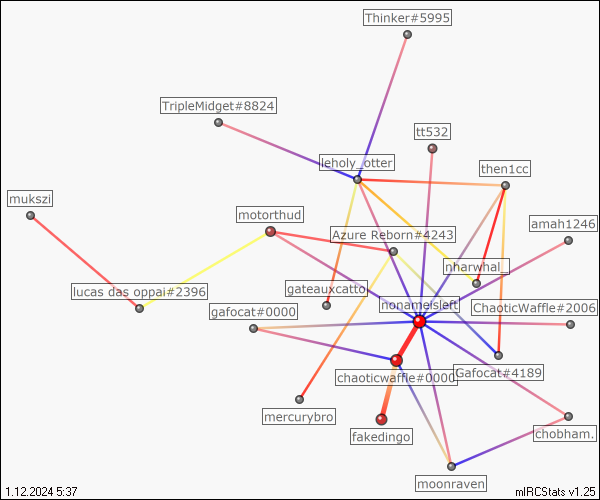 Thinker#5995
TripleMidget#8824
tt532
leholy_otter
then1cc
mukszi
motorthud
amah1246
Azure Reborn#4243
nharwhal_
lucas das oppai#2396
gateauxcatto
nonameisleft
ChaoticWaffle#2006
gafocat#0000
Gafocat#4189
chaoticwaffle#0000
mercurybro
fakedingo
chobham.
moonraven
1.12.2024 5:37
mIRCStats v1.25